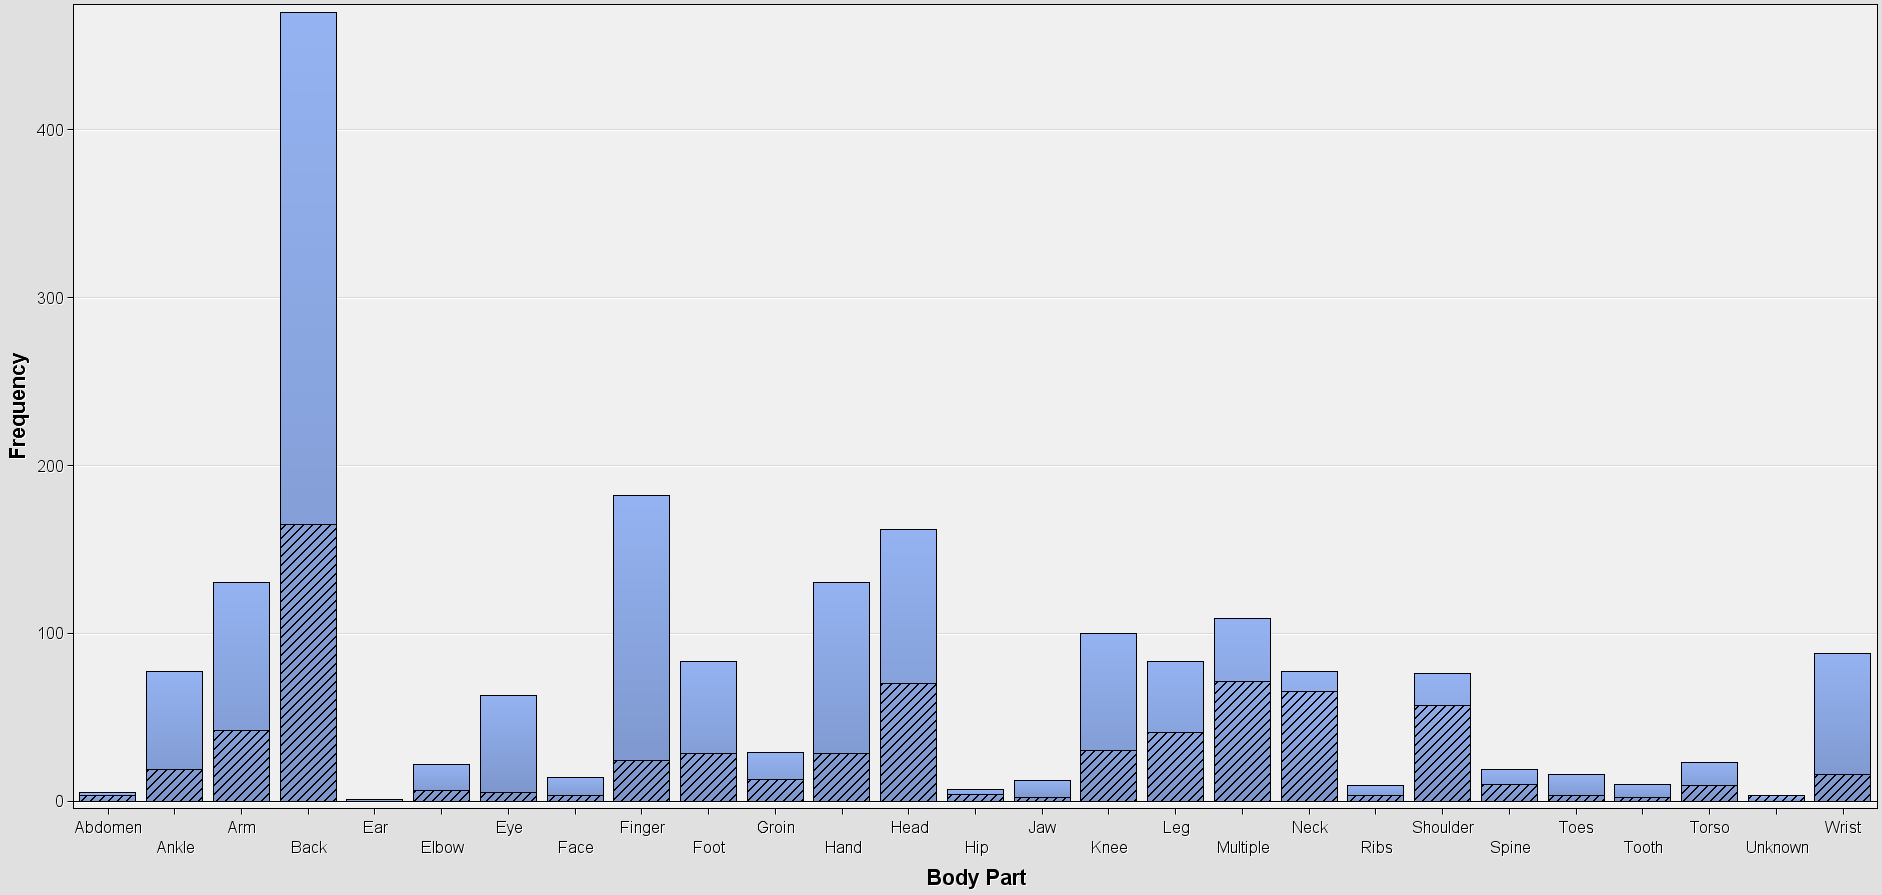 Frequency
400
300
200
100
0
Abdomen Arm Ear Eye Finger Groin Head Jaw Leg Neck Shoulder Toes Torso Wrist
Ankle Back Elbow Face Foot Hand Hip Knee Multiple Ribs Spine Tooth Unknown
Body Part